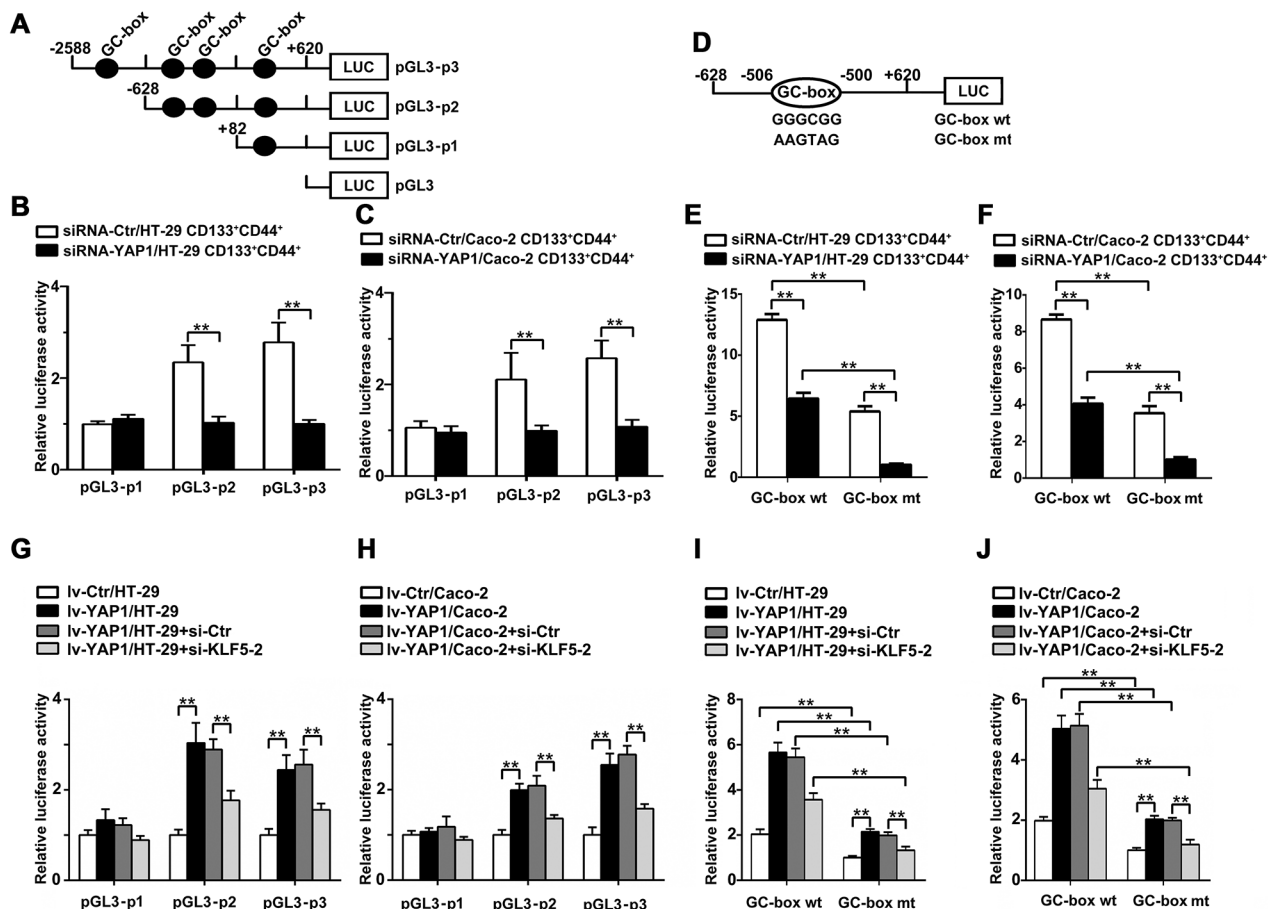 A
GC-box
GC-box
GC-box
GC-box
-2588
+620
LUC
pGL3-p3
-628
LUC
pGL3-p2
+82
LUC
pGL3-p1
LUC
pGL3
D
-628
-506
-500
+620
GC-box
LUC
GGGCGG
GC-box wt
AAGTAG
GC-box mt
B
siRNA-Ctr/HT-29 CD133+CD44+
siRNA-YAP1/HT-29 CD133+CD44+
Relative luciferase activity
4
2
0
**
**
pGL3-p1
pGL3-p2
pGL3-p3
C
siRNA-Ctr/Caco-2 CD133+CD44+
siRNA-YAP1/Caco-2 CD133+CD44+
Relative luciferase activity
4
2
0
**
**
pGL3-p1
pGL3-p2
pGL3-p3
E
siRNA-Ctr/HT-29 CD133+CD44+
siRNA-YAP1/HT-29 CD133+CD44+
Relative luciferase activity
15
10
5
0
**
**
**
**
GC-box wt
GC-box mt
F
siRNA-Ctr/Caco-2 CD133+CD44+
siRNA-YAP1/Caco-2 CD133+CD44+
Relative luciferase activity
10
8
6
4
2
0
**
**
**
**
GC-box wt
GC-box mt
G
lv-Ctr/HT-29
lv-YAP1/HT-29
lv-YAP1/HT-29+si-Ctr
lv-YAP1/HT-29+si-KLF5-2
Relative luciferase activity
4
2
0
**
**
**
**
pGL3-p1
pGL3-p2
pGL3-p3
H
lv-Ctr/Caco-2
lv-YAP1/Caco-2
lv-YAP1/Caco-2+si-Ctr
lv-YAP1/Caco-2+si-KLF5-2
Relative luciferase activity
4
2
0
**
**
**
**
pGL3-p1
pGL3-p2
pGL3-p3
I
lv-Ctr/HT-29
lv-YAP1/HT-29
lv-YAP1/HT-29+si-Ctr
lv-YAP1/HT-29+si-KLF5-2
Relative luciferase activity
8
6
4
2
0
**
**
**
**
**
**
GC-box wt
GC-box mt
J
lv-Ctr/Caco-2
lv-YAP1/Caco-2
lv-YAP1/Caco-2+si-Ctr
lv-YAP1/Caco-2+si-KLF5-2
Relative luciferase activity
6
4
2
0
**
**
**
**
**
**
GC-box wt
GC-box mt